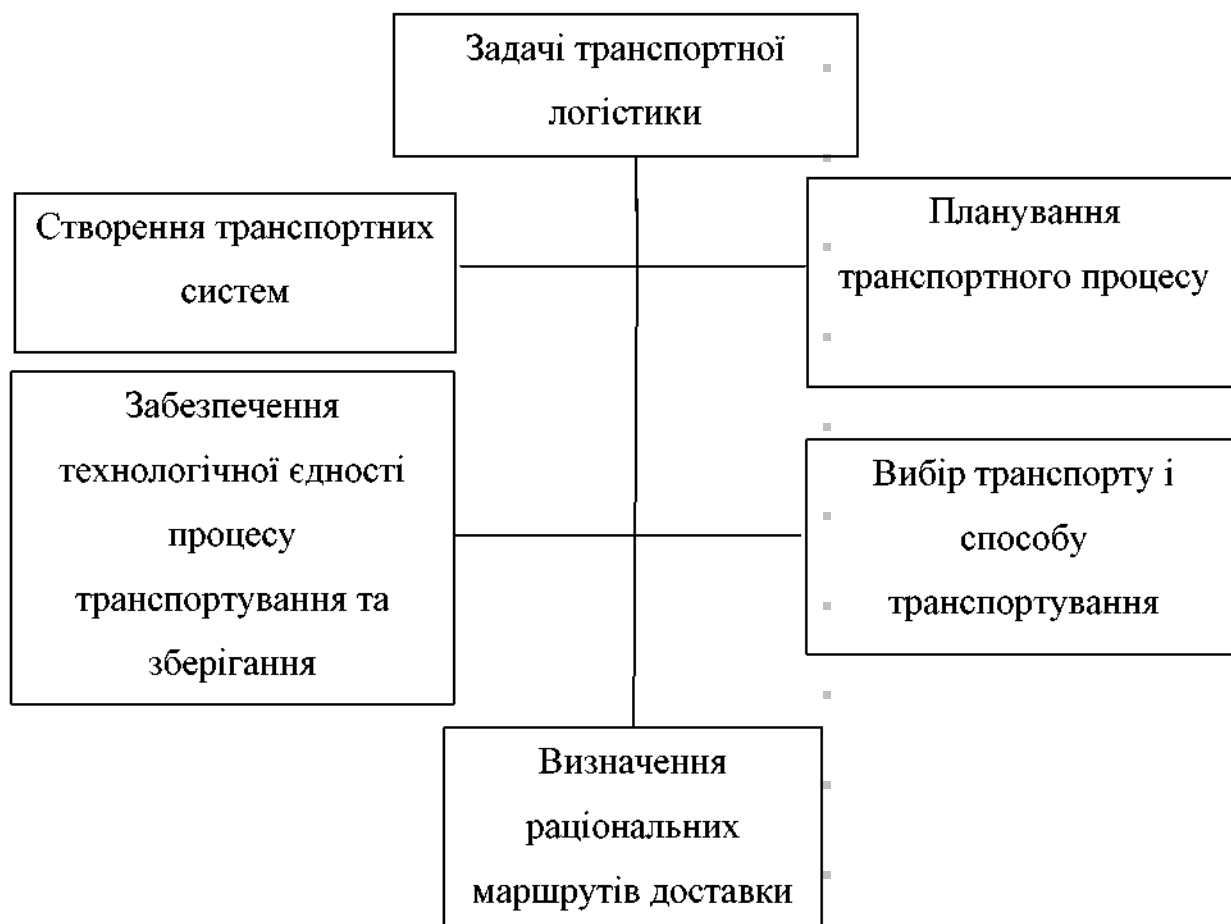 Задачі транспортної
логістики
Створення транспортних
систем
Планування
транспортного процесу
Забезпечення
технологічної єдності
процесу
транспортування та
зберігання
Вибір транспорту і
способу
транспортування
Визначення
раціональних
маршрутів доставки